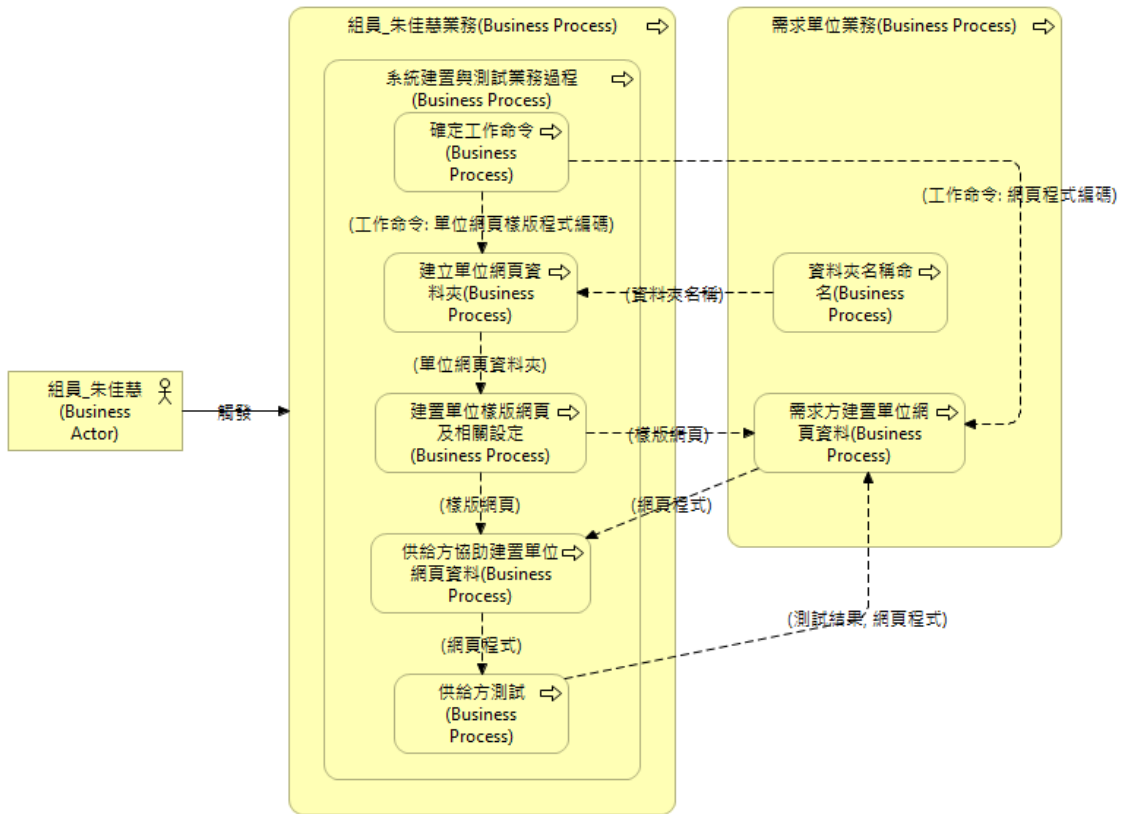 組員_朱佳慧業務(Business Process)
需求單位業務(Business Process)
系統建置與測試業務過程
(Business Process)
確定工作命令
(Business
Process)
(工作命令: 網頁程式編碼)
(工作命令: 單位網頁樣版程式編碼)
建立單位網頁資
料夾(Business
Process)
(資料夾名稱)
資料夾名稱命
名(Business
Process)
(單位網頁資料夾)
組員_朱佳慧
(Business
Actor)
觸發
建置單位樣版網頁
及相關設定
(Business Process)
(樣版網頁)
需求方建置單位網
頁資料(Business
Process)
(樣版網頁)
(網頁程式)
供給方協助建置單位
網頁資料(Business
Process)
(網頁程式)
(測試結果, 網頁程式)
供給方測試
(Business
Process)